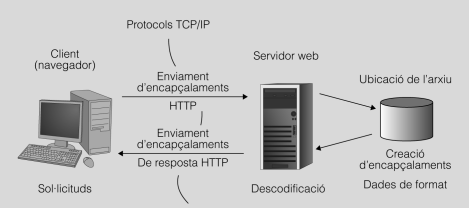 Protocols TCP/IP
Client
(navegador)
Servidor web
Enviament
d'encapçalaments
HTTP
Ubicació de l'arxiu
Enviament
d'encapçalaments
De resposta HTTP
Creació
d'encapçalaments
Sol·licituds
Descodificació
Dades de format